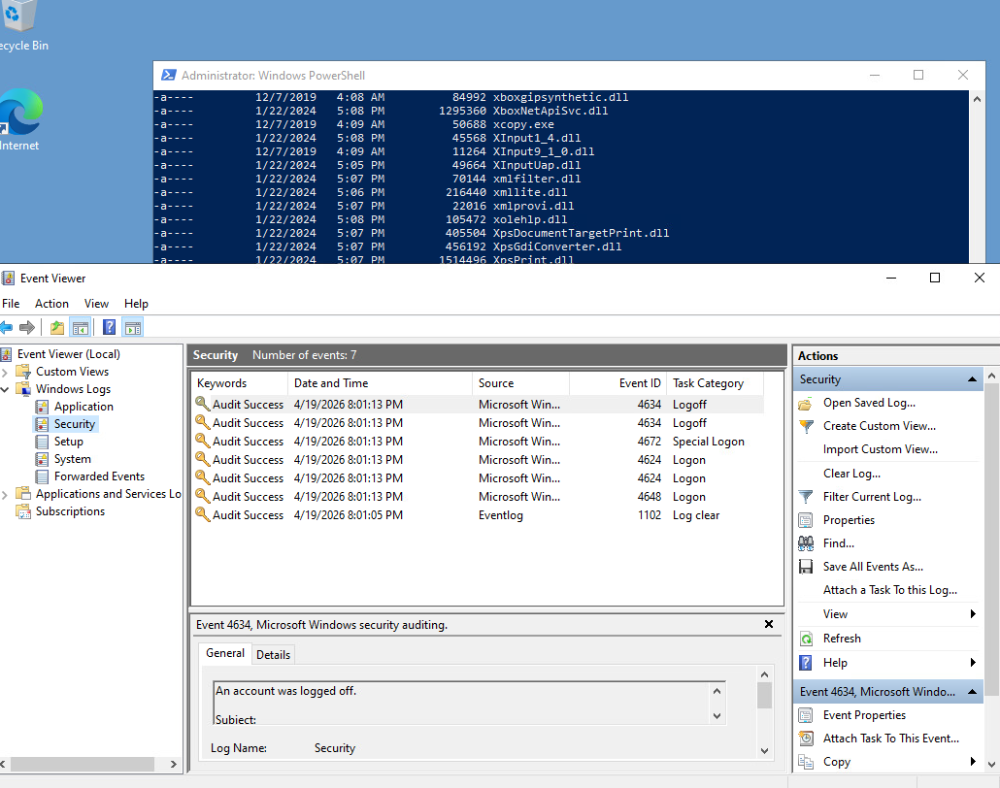 ecycle Bin
Internet
Administrator: Windows PowerShell
-a---- 12/7/2019 4:08 AM 84992 xboxgipsynthetic.dll
-a---- 1/22/2024 5:08 PM 1295360 XboxNetApiSvc.dll
-a---- 12/7/2019 4:09 AM 50688 xcopy.exe
-a---- 1/22/2024 5:08 PM 45568 XInput1_4.dll
-a---- 12/7/2019 4:09 AM 11264 XInput9_1_0.dll
-a---- 1/22/2024 5:05 PM 49664 XInputUap.dll
-a---- 1/22/2024 5:07 PM 70144 xmlfilter.dll
-a---- 1/22/2024 5:06 PM 216440 xmllite.dll
-a---- 1/22/2024 5:07 PM 22016 xmlprovi.dll
-a---- 1/22/2024 5:08 PM 105472 xolehlp.dll
-a---- 1/22/2024 5:07 PM 405504 XpsDocumentTargetPrint.dll
-a---- 1/22/2024 5:07 PM 456192 XpsGdiConverter.dll
-a---- 1/22/2024 5:07 PM 1514496 XpsPrint.dll
Event Viewer
File Action View Help
Event Viewer (Local)
Custom Views
Windows Logs
Application
Security
Setup
System
Forwarded Events
Applications and Services Lo
Subscriptions
Security Number of events: 7
Keywords Date and Time Source Event ID Task Category
Audit Success 4/19/2026 8:01:13 PM Microsoft Win... 4634 Logoff
Audit Success 4/19/2026 8:01:13 PM Microsoft Win... 4634 Logoff
Audit Success 4/19/2026 8:01:13 PM Microsoft Win... 4672 Special Logon
Audit Success 4/19/2026 8:01:13 PM Microsoft Win... 4624 Logon
Audit Success 4/19/2026 8:01:13 PM Microsoft Win... 4624 Logon
Audit Success 4/19/2026 8:01:13 PM Microsoft Win... 4648 Logon
Audit Success 4/19/2026 8:01:05 PM Eventlog 1102 Log clear
Event 4634, Microsoft Windows security auditing.
General Details
An account was logged off.
Subject:
Log Name: Security
Actions
Security
Open Saved Log...
Create Custom View...
Import Custom View...
Clear Log...
Filter Current Log...
Properties
Find...
Save All Events As...
Attach a Task To this Log...
View
Refresh
Help
Event 4634, Microsoft Windo...
Event Properties
Attach Task To This Event...
Copy